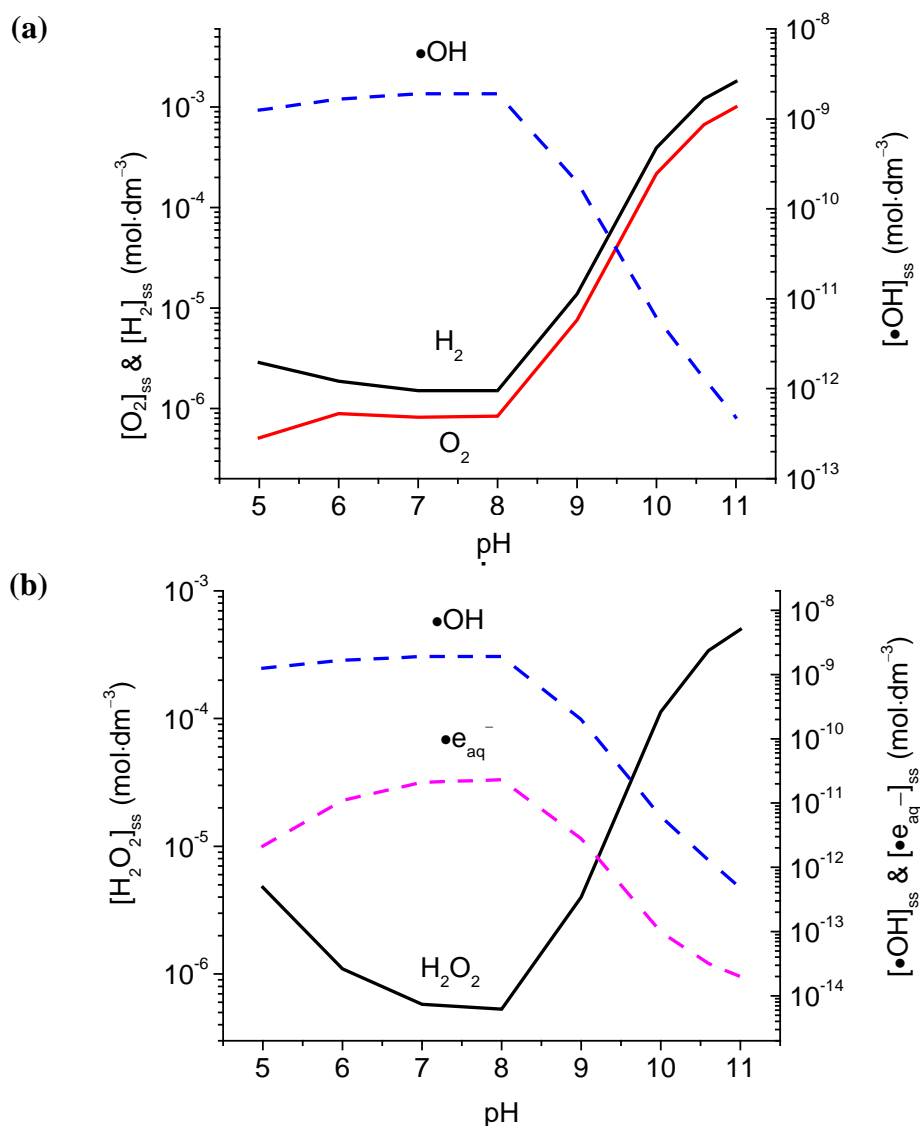 (a)
•OH
10⁻³
10⁻⁴
10⁻⁵
10⁻⁶
[O₂]ss & [H₂]ss (mol·dm⁻³)
H₂
O₂
10⁻⁸
10⁻⁹
10⁻¹⁰
10⁻¹¹
10⁻¹²
10⁻¹³
[•OH]ss (mol·dm⁻³)
5 6 7 8 9 10 11
pH
(b)
•OH
•eaq⁻
H₂O₂
10⁻³
10⁻⁴
10⁻⁵
10⁻⁶
[H₂O₂]ss (mol·dm⁻³)
10⁻⁸
10⁻⁹
10⁻¹⁰
10⁻¹¹
10⁻¹²
10⁻¹³
10⁻¹⁴
[•OH]ss & [•eaq⁻]ss (mol·dm⁻³)
5 6 7 8 9 10 11
pH